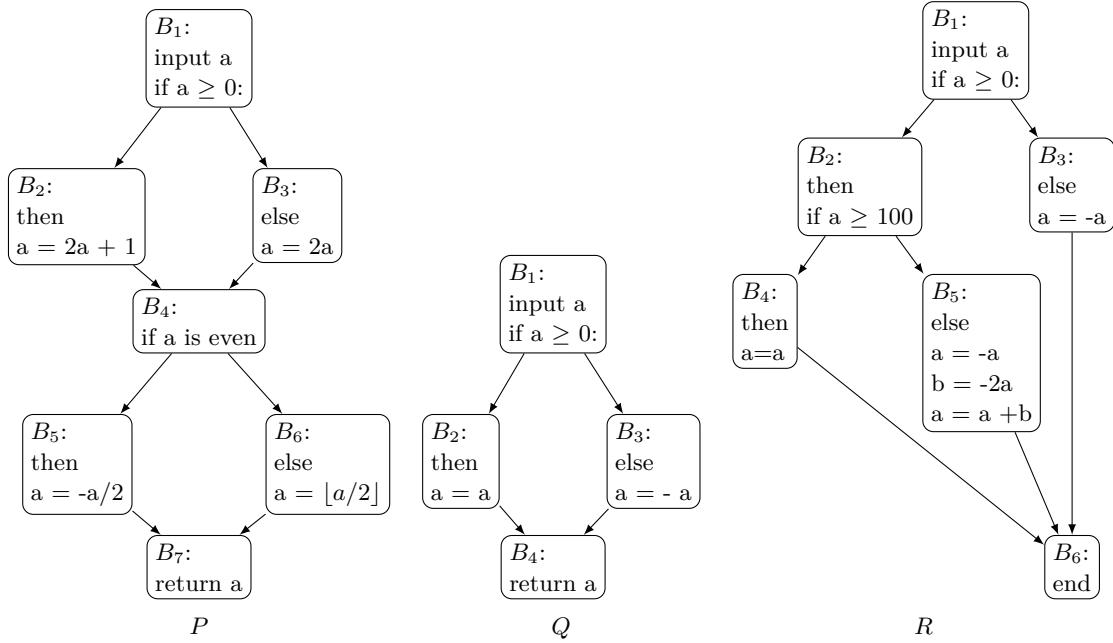 B₁:
input a
if a ≥ 0:
B₂:
then
a = 2a + 1
B₃:
else
a = 2a
B₄:
if a is even
B₅:
then
a = -a/2
B₆:
else
a = ⌊a/2⌋
B₇:
return a
P
B₁:
input a
if a ≥ 0:
B₂:
then
a = a
B₃:
else
a = - a
B₄:
return a
Q
B₁:
input a
if a ≥ 0:
B₂:
then
if a ≥ 100
B₃:
else
a = -a
B₄:
then
a=a
B₅:
else
a = -a
b = -2a
a = a +b
B₆:
end
R